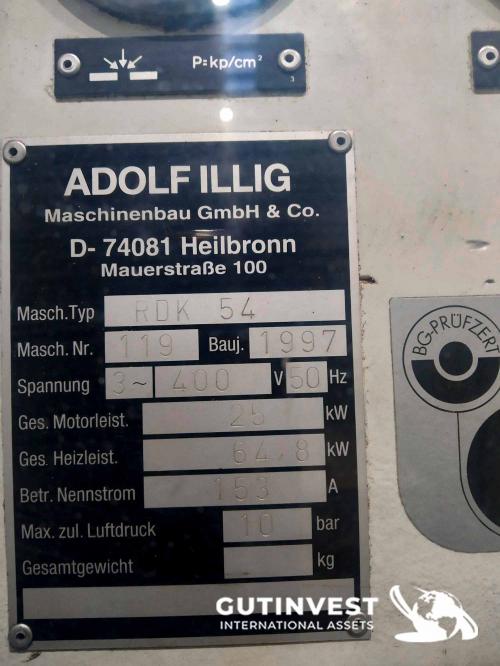 P=kp/cm²
3
ADOLF ILLIG
Maschinenbau GmbH & Co.
D- 74081 Heilbronn
Mauerstraße 100
Masch.Typ RDK 54
Masch. Nr. 119 Bauj. 1997
Spannung 3~ 400 V 50 Hz
Ges. Motorleist. 25 kW
Ges. Heizleist. 64,8 kW
Betr. Nennstrom 153 A
Max. zul. Luftdruck 10 bar
Gesamtgewicht kg
BG-PRÜFZERT
GUTINVEST
INTERNATIONAL ASSETS